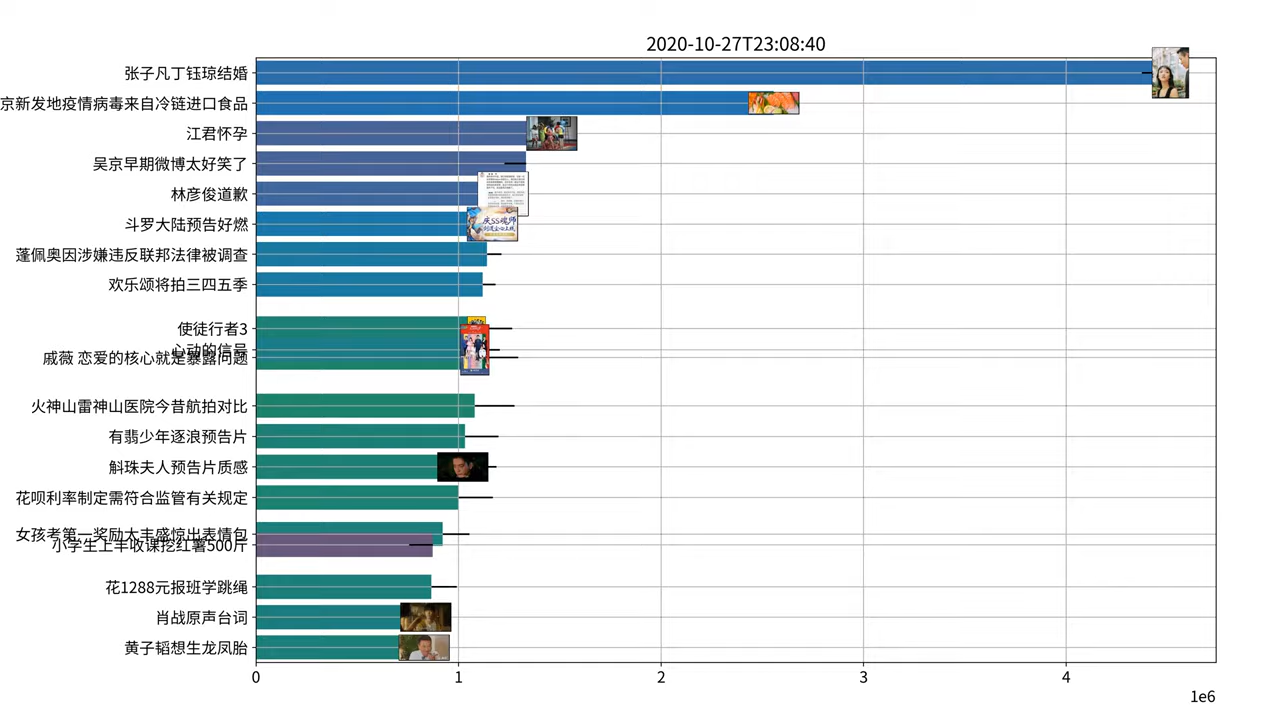 2020-10-27T23:08:40
张子凡丁钰琼结婚
京新发地疫情病毒来自冷链进口食品
江君怀孕
吴京早期微博太好笑了
林彦俊道歉
斗罗大陆预告好燃
蓬佩奥因涉嫌违反联邦法律被调查
欢乐颂将拍三四五季
使徒行者3
心动的信号
戚薇 恋爱的核心就是暴露问题
火神山雷神山医院今昔航拍对比
有翡少年逐浪预告片
斛珠夫人预告片质感
花呗利率制定需符合监管有关规定
女孩考第一奖励大丰盛惊出表情包
小学生上丰收课挖红薯500斤
花1288元报班学跳绳
肖战原声台词
黄子韬想生龙凤胎
0 1 2 3 4
1e6